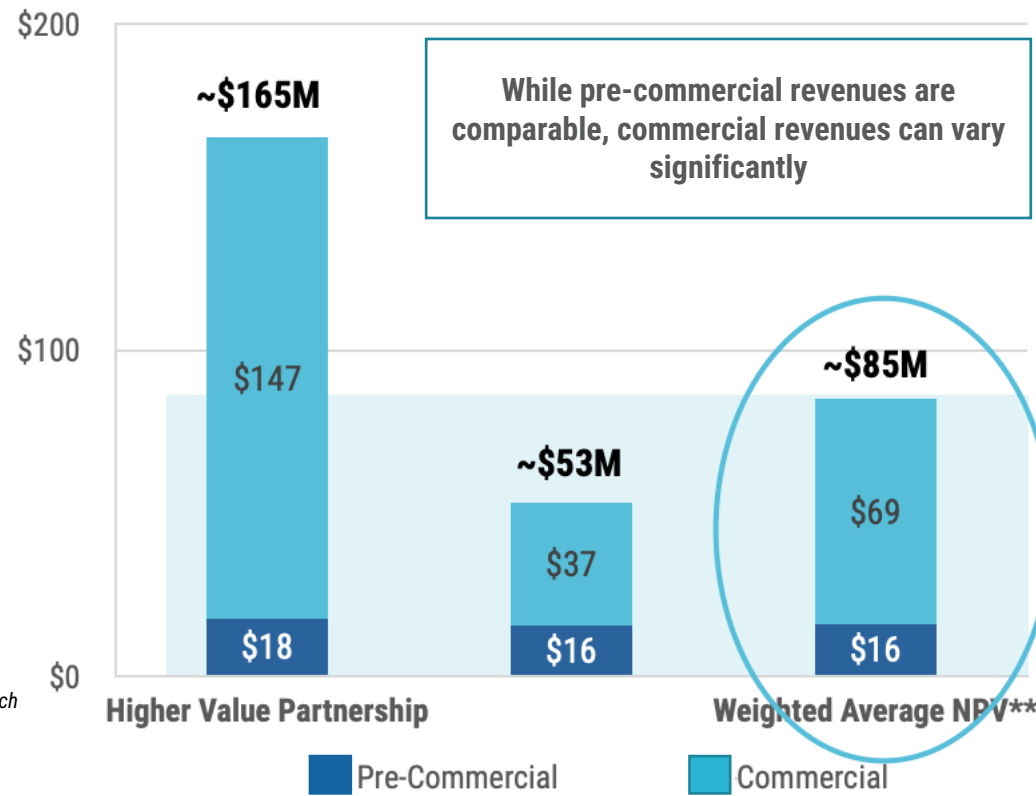 $200
~$165M
While pre-commercial revenues are
comparable, commercial revenues can vary
significantly
$100
$147
~$85M
~$53M
$69
$37
$18
$16
$16
$0
ch
Higher Value Partnership
Weighted Average NPV**
Pre-Commercial
Commercial